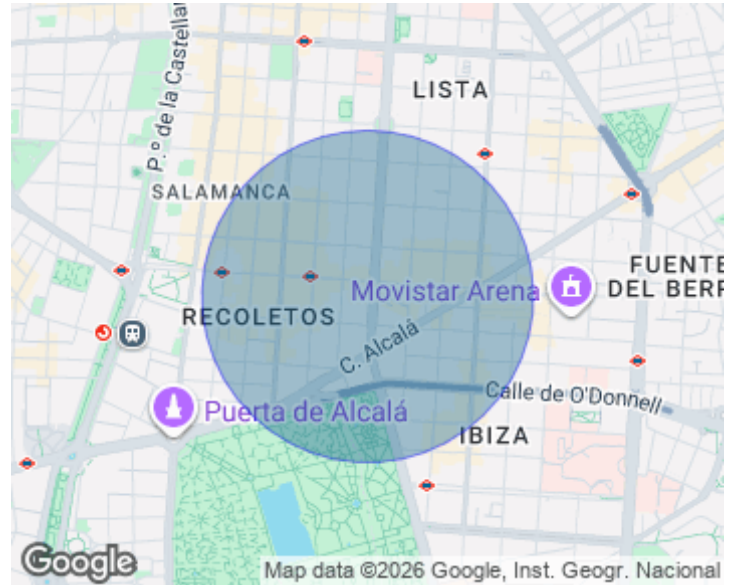 P.º de la Castella
LISTA
SALAMANCA
FUENTE
DEL BERR
Movistar Arena
RECOLETOS
C. Alcalá
Calle de O'Donnell
Puerta de Alcalá
IBIZA
Google
Map data ©2026 Google, Inst. Geogr. Nacional